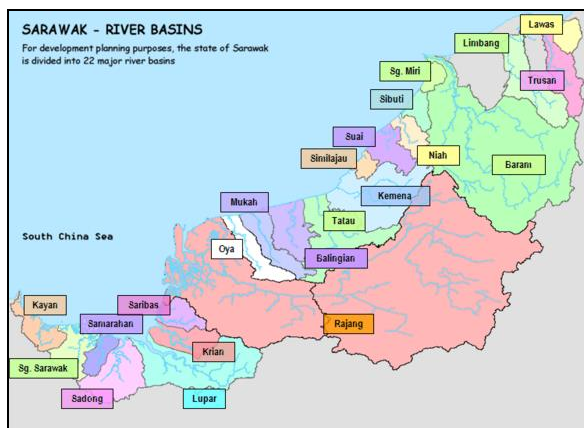 SARAWAK - RIVER BASINS
For development planning purposes, the state of Sarawak
is divided into 22 major river basins
Lawas
Limbang
Trusan
Sg. Miri
Sibuti
Suai
Similajau
Niah
Baram
Kemena
Mukah
Tatau
Oya
Balingian
South China Sea
Kayan
Saribas
Samarahan
Rajang
Krian
Sg. Sarawak
Sadong
Lupar